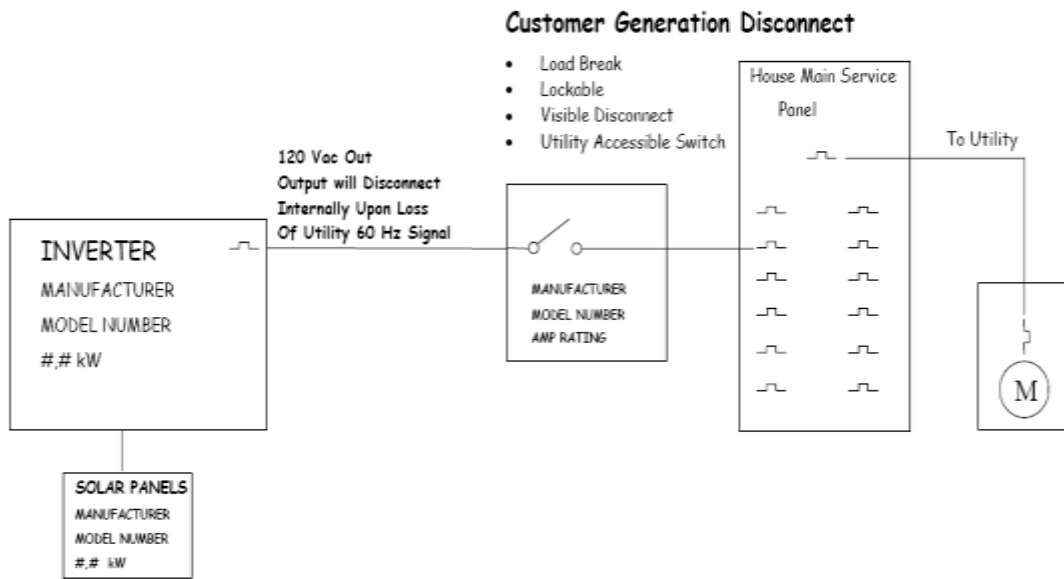 Customer Generation Disconnect
• Load Break
• Lockable
• Visible Disconnect
• Utility Accessible Switch
House Main Service
Panel
To Utility
120 Vac Out
Output will Disconnect
Internally Upon Loss
Of Utility 60 Hz Signal
INVERTER
MANUFACTURER
MODEL NUMBER
#.# kW
MANUFACTURER
MODEL NUMBER
AMP RATING
M
SOLAR PANELS
MANUFACTURER
MODEL NUMBER
#.# kW